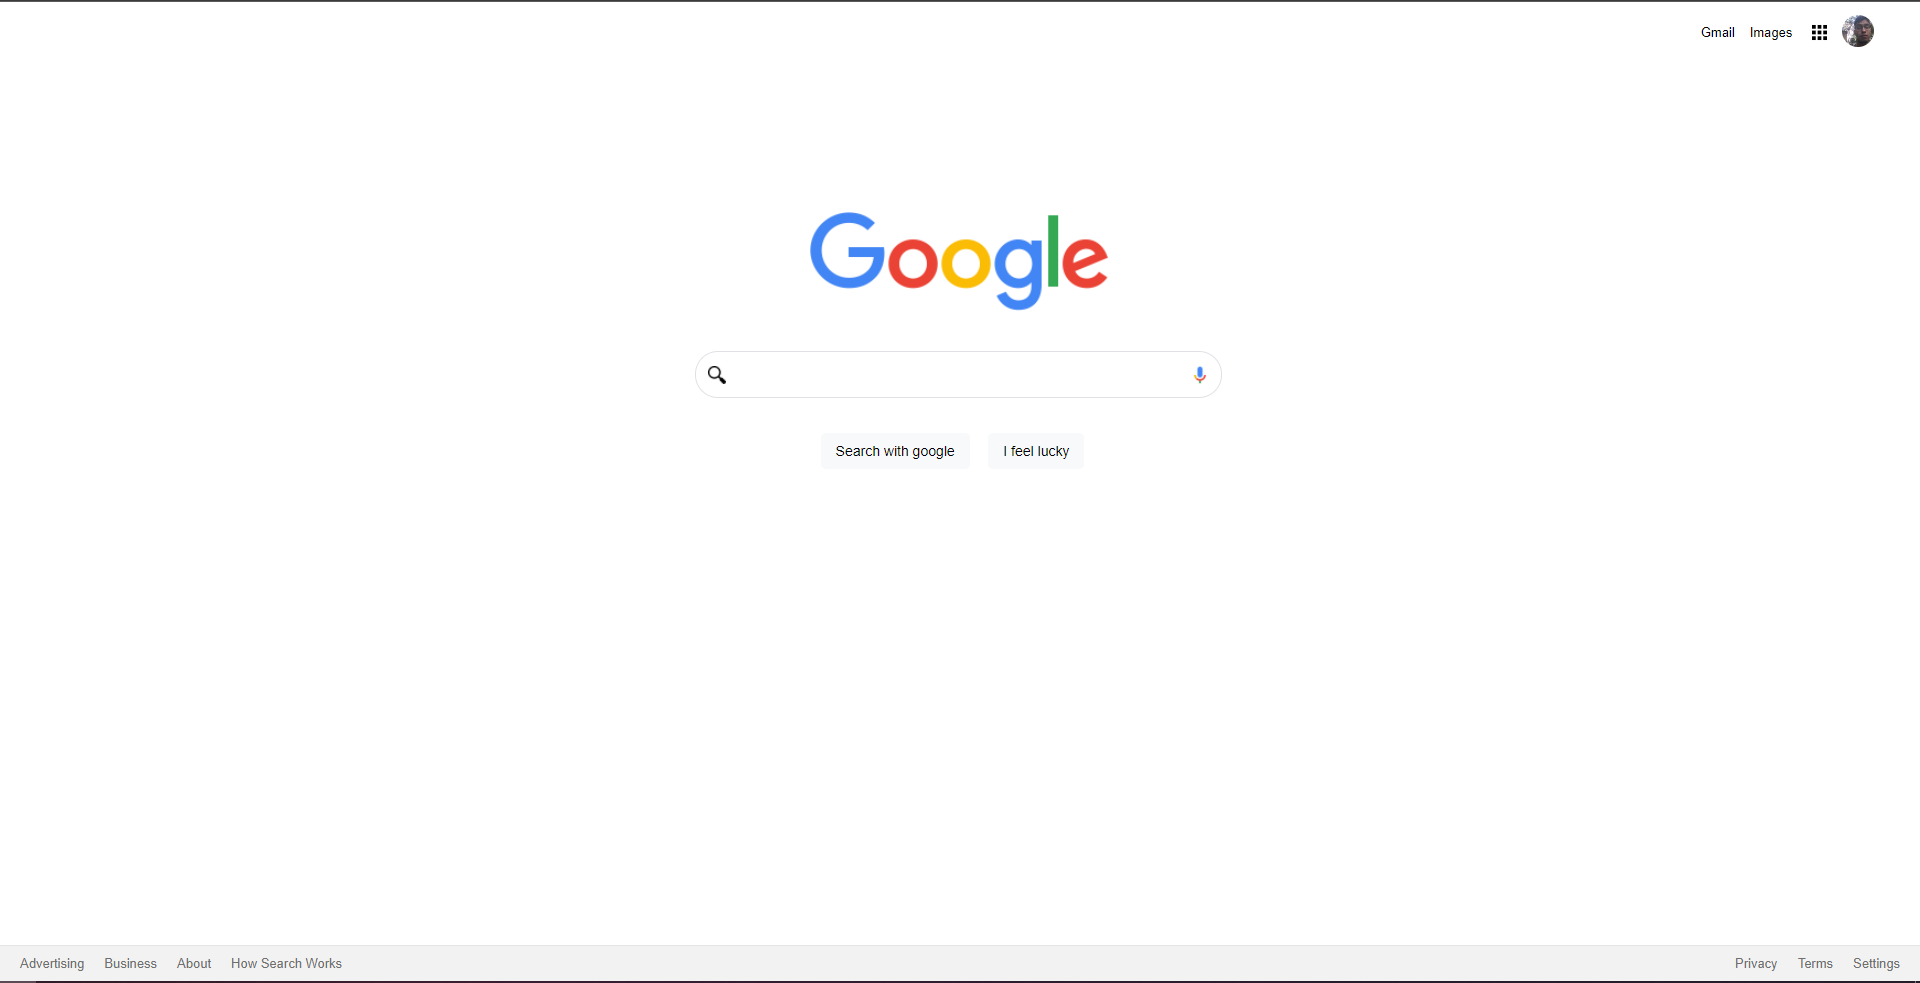 Gmail Images
Google
Search with google I feel lucky
Advertising Business About How Search Works Privacy Terms Settings